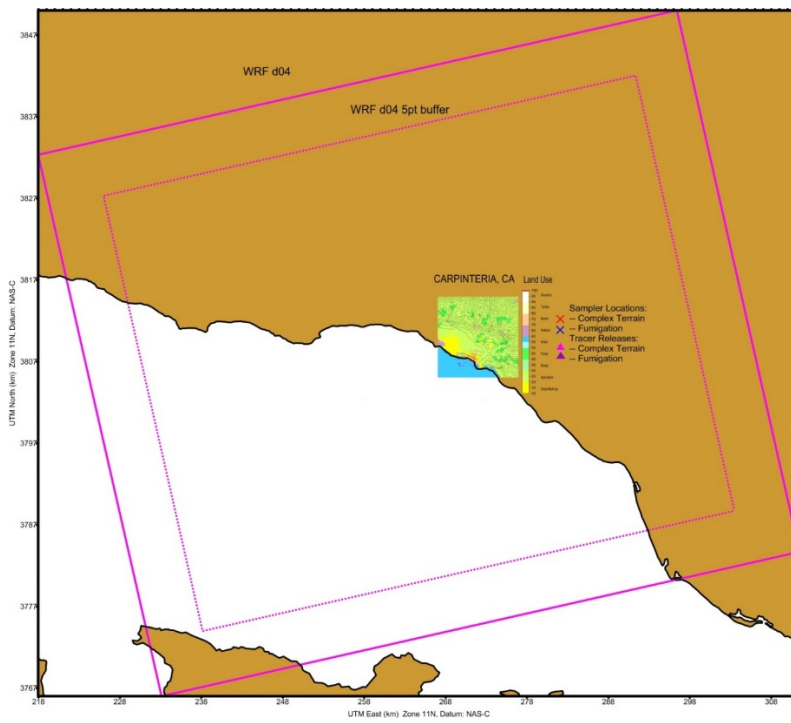 WRF d04
WRF d04 5pt buffer
CARPINTERIA, CA
Land Use
Sampler Locations:
-- Complex Terrain
-- Fumigation
Tracer Releases:
-- Complex Terrain
-- Fumigation
3847
3837
3827
3817
3807
3797
3787
3777
3767
UTM North (km) Zone 11N, Datum: NAS-C
218
228
238
248
258
268
278
288
298
308
UTM East (km) Zone 11N, Datum: NAS-C